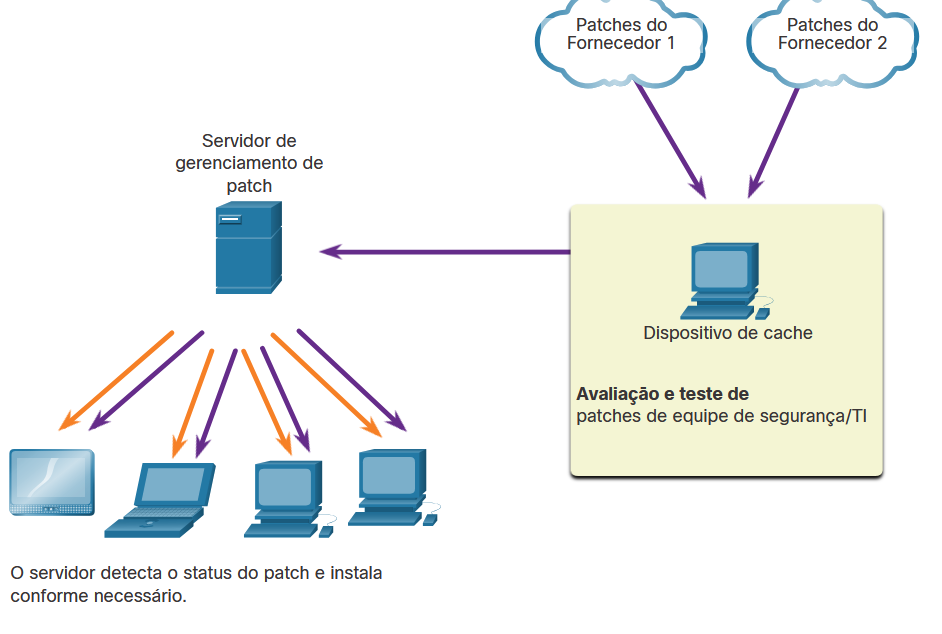 Patches do
Fornecedor 1
Patches do
Fornecedor 2
Servidor de
gerenciamento de
patch
Dispositivo de cache
Avaliação e teste de
patches de equipe de segurança/TI
O servidor detecta o status do patch e instala
conforme necessário.